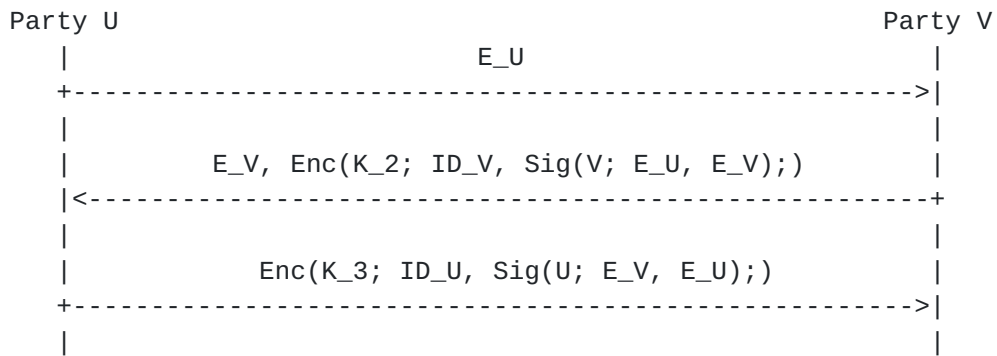 Party U Party V
E_U
E_V, Enc(K_2; ID_V, Sig(V; E_U, E_V);)
Enc(K_3; ID_U, Sig(U; E_V, E_U);)